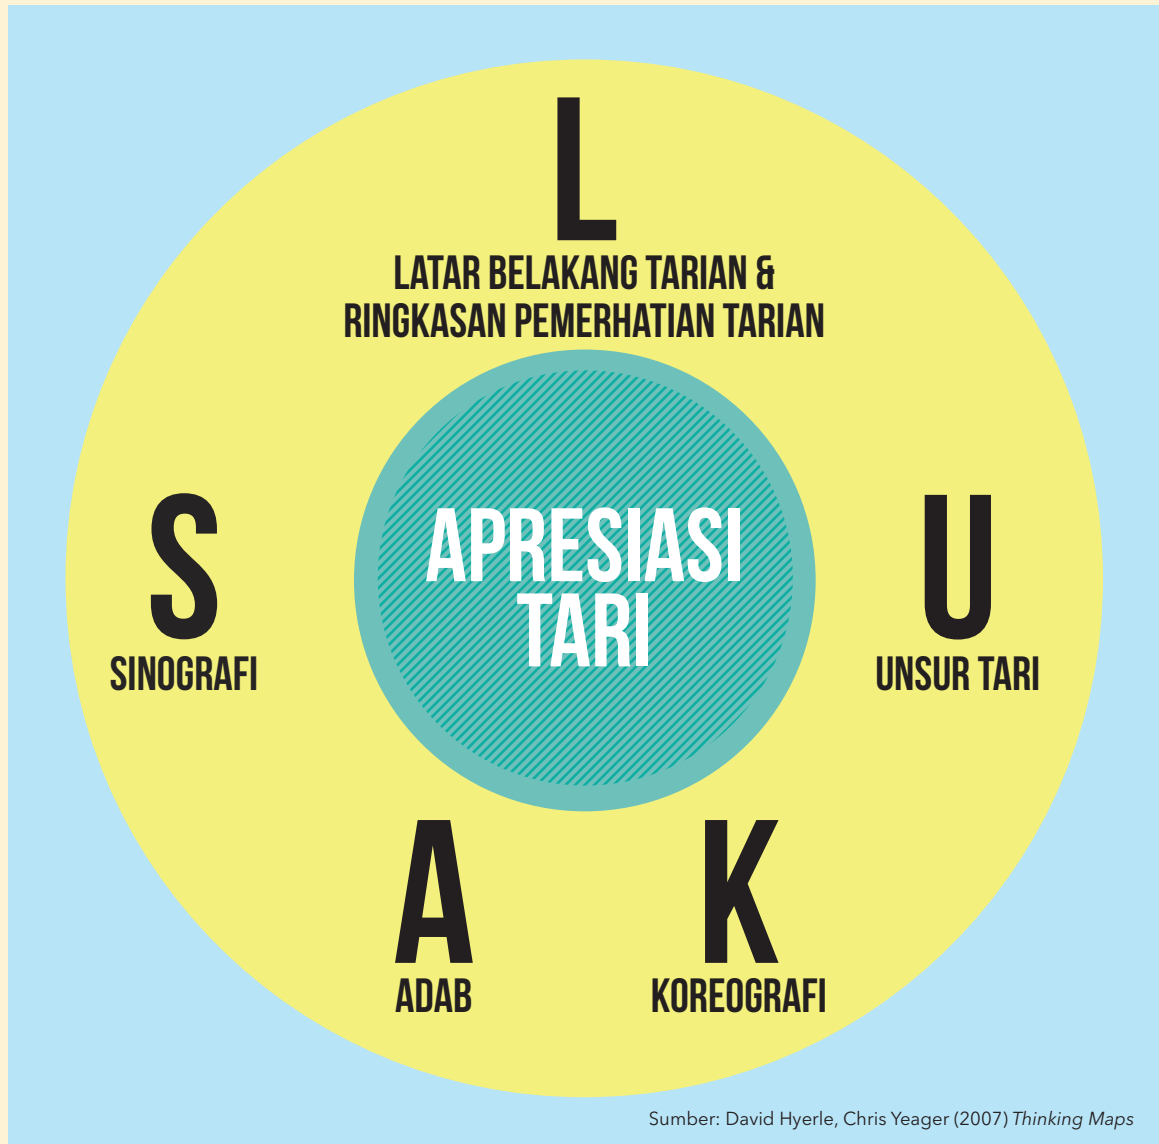 L
LATAR BELAKANG TARIAN &
RINGKASAN PEMERHATIAN TARIAN
APRESIASI
TARI
U
UNSUR TARI
K
KOREOGRAFI
A
ADAB
S
SINOGRAFI
Sumber: David Hyerle, Chris Yeager (2007) Thinking Maps